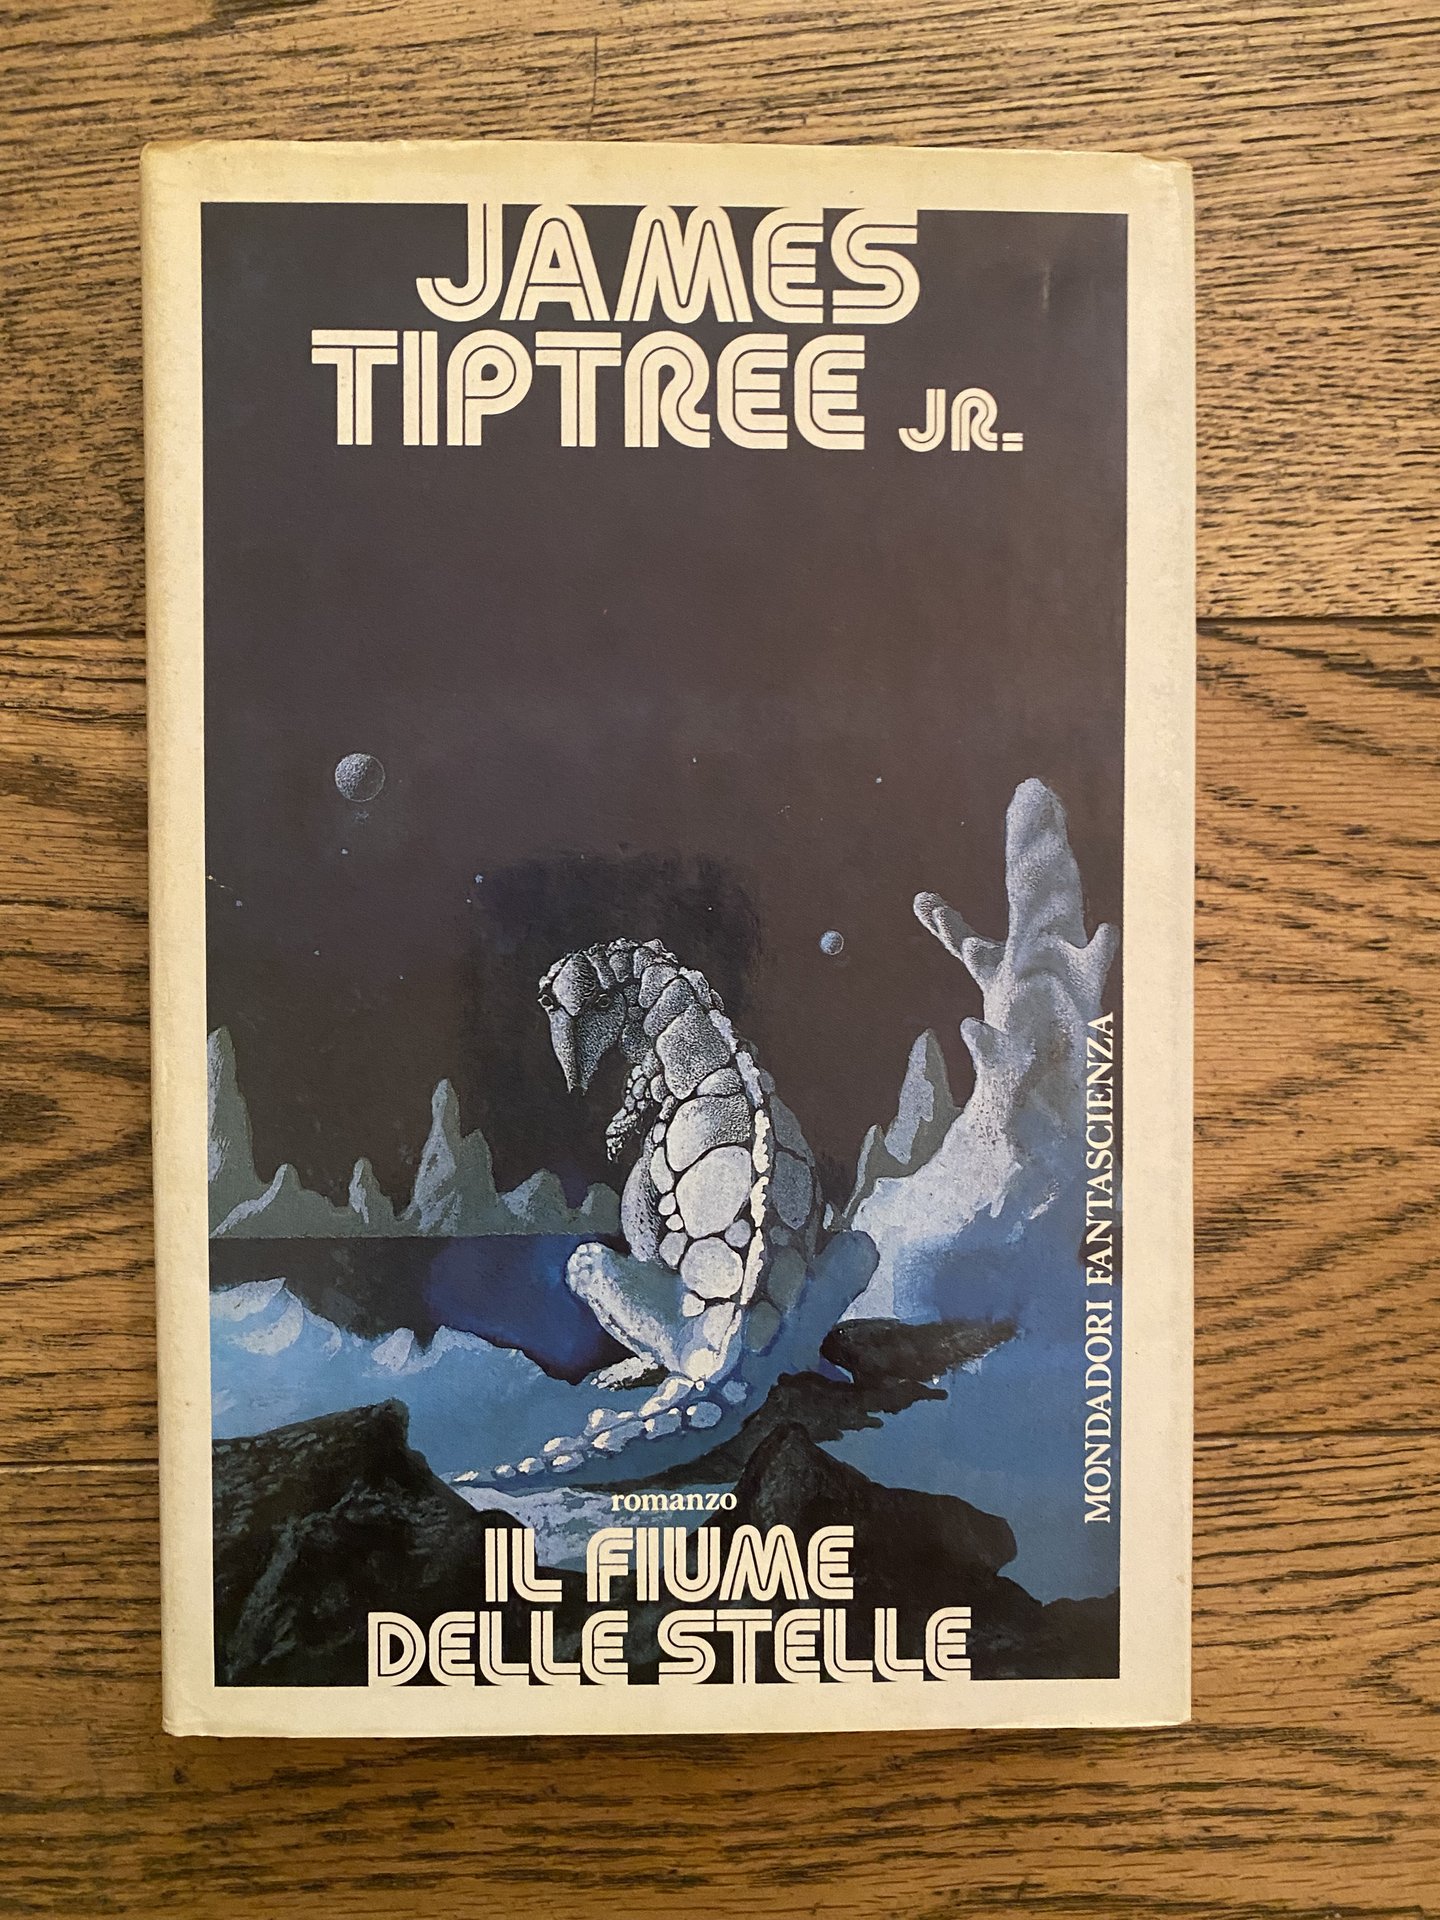 JAMES
TIPTREE JR.
MONDADORI FANTASCIENZA
romanzo
IL FIUME
DELLE STELLE